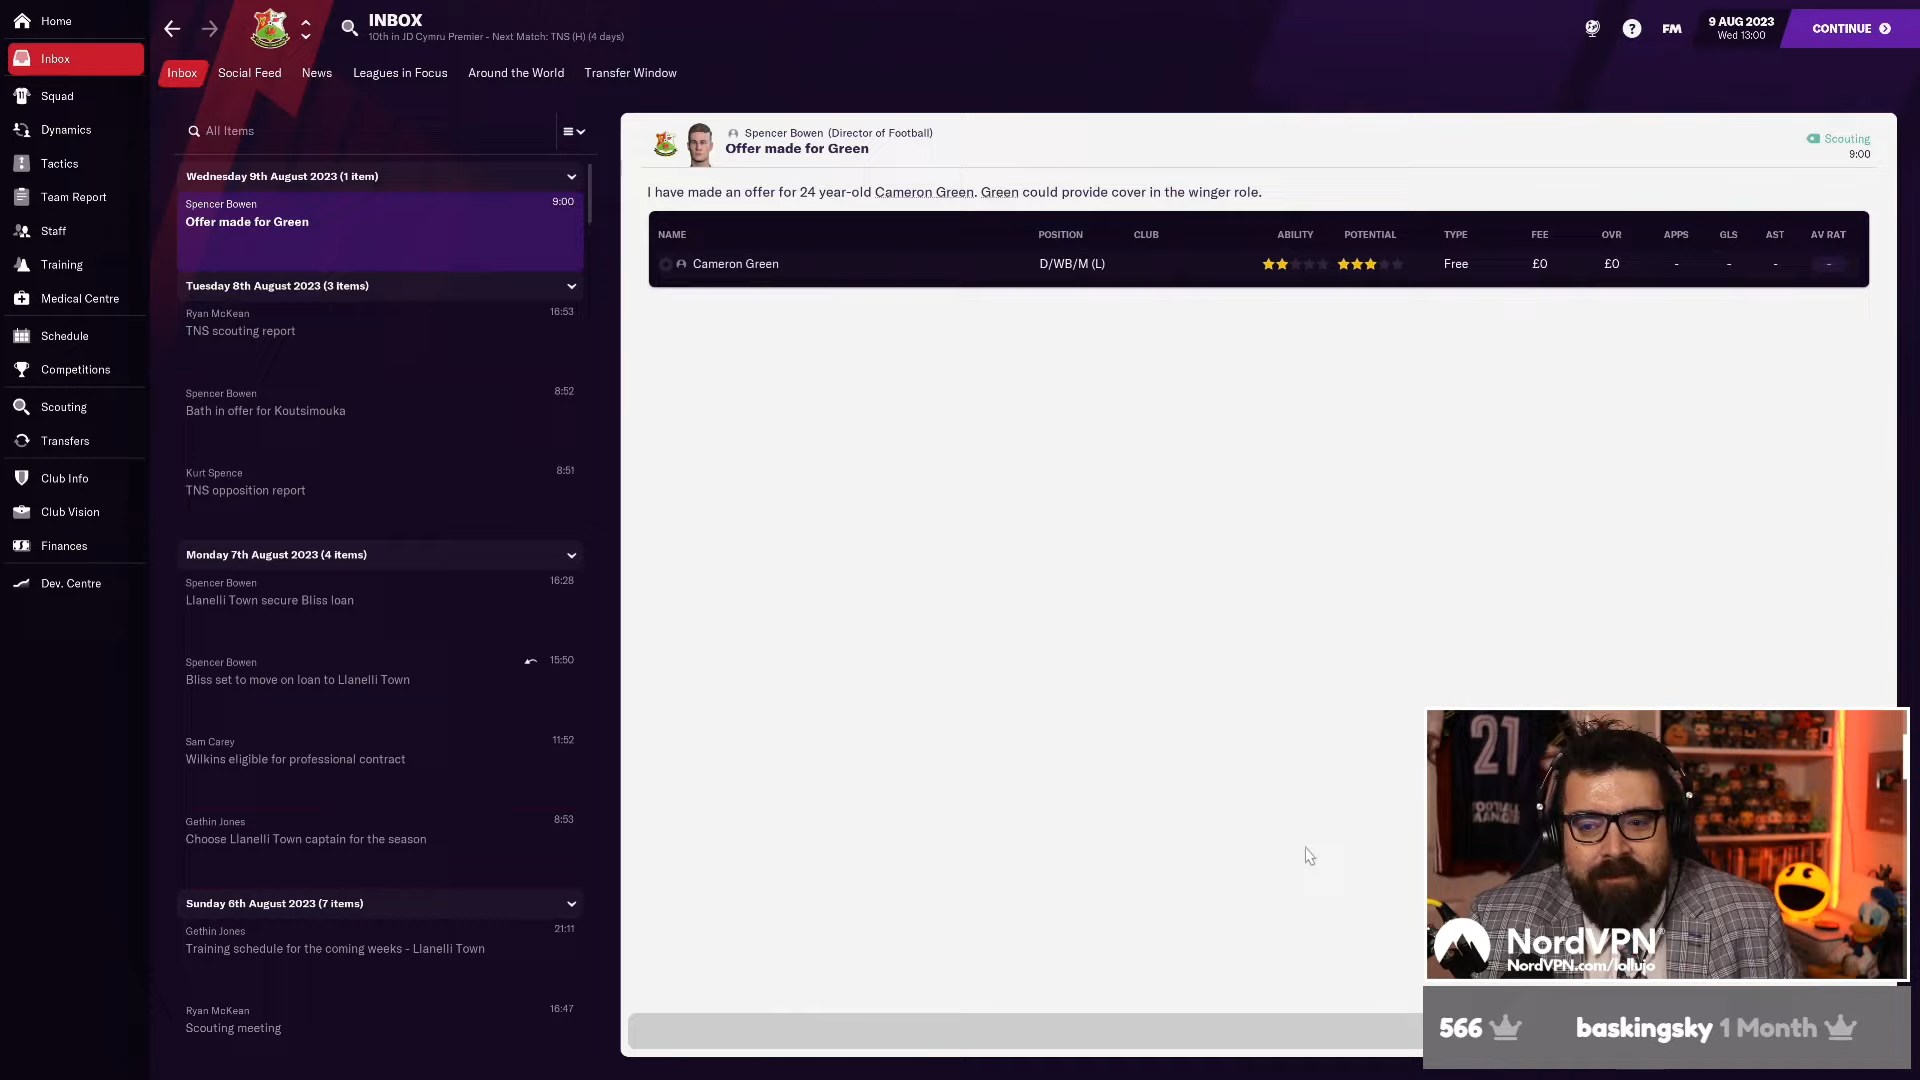 Home
Inbox
Squad
Dynamics
Tactics
Team Report
Staff
Training
Medical Centre
Schedule
Competitions
Scouting
Transfers
Club Info
Club Vision
Finances
Dev. Centre
INBOX
10th in JD Cymru Premier - Next Match: TNS (H) (4 days)
?
FM
9 AUG 2023
Wed 13:00
CONTINUE
Inbox
Social Feed
News
Leagues in Focus
Around the World
Transfer Window
All Items
Wednesday 9th August 2023 (1 item)
Spencer Bowen 9:00
Offer made for Green
Tuesday 8th August 2023 (3 items)
Ryan McKean 16:53
TNS scouting report
Spencer Bowen 8:52
Bath in offer for Koutsimouka
Kurt Spence 8:51
TNS opposition report
Monday 7th August 2023 (4 items)
Spencer Bowen 16:28
Llanelli Town secure Bliss loan
Spencer Bowen 15:50
Bliss set to move on loan to Llanelli Town
Sam Carey 11:52
Wilkins eligible for professional contract
Gethin Jones 8:53
Choose Llanelli Town captain for the season
Sunday 6th August 2023 (7 items)
Gethin Jones 21:11
Training schedule for the coming weeks - Llanelli Town
Ryan McKean 16:47
Scouting meeting
Spencer Bowen (Director of Football)
Offer made for Green
Scouting
9:00
I have made an offer for 24 year-old Cameron Green. Green could provide cover in the winger role.
NAME POSITION CLUB ABILITY POTENTIAL TYPE FEE OVR APPS GLS AST AV RAT
Cameron Green D/WB/M (L) Free £0 £0 - - - -
21
FOOTBALL
MANAGER
NordVPN®
NordVPN.com/lollujo
566 baskingsky 1 Month